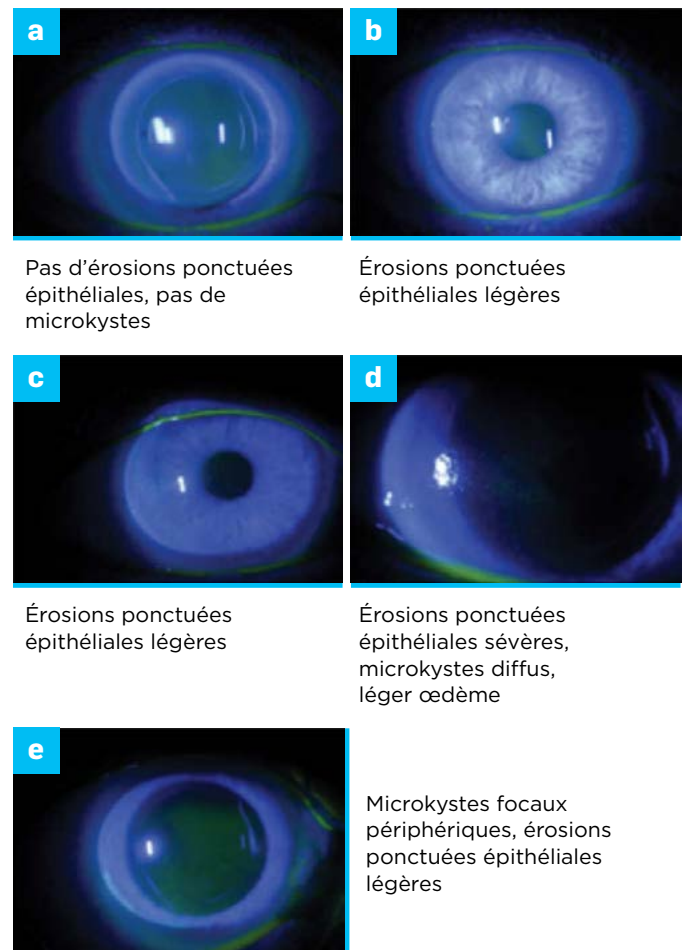 a
b
Pas d'érosions ponctuées
épithéliales, pas de
microkystes
Érosions ponctuées
épithéliales légères
c
d
Érosions ponctuées
épithéliales légères
Érosions ponctuées
épithéliales sévères,
microkystes diffus,
léger œdème
e
Microkystes focaux
périphériques, érosions
ponctuées épithéliales
légères